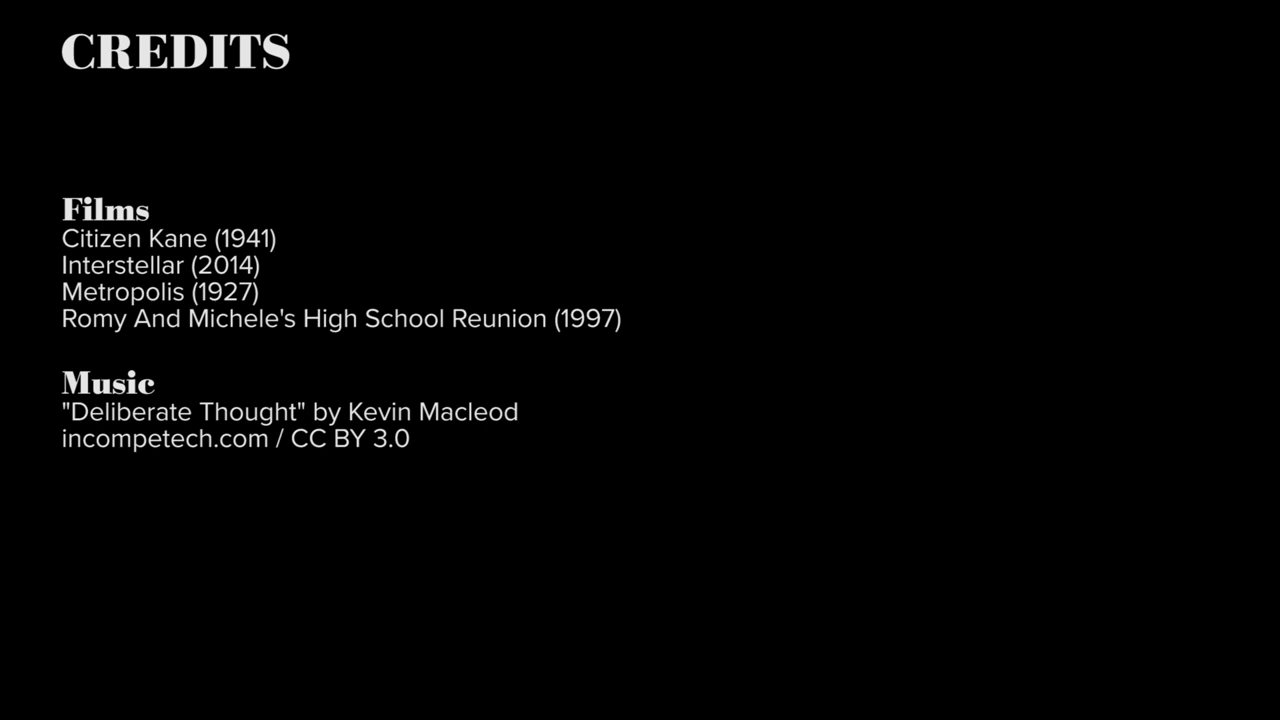 CREDITS
Films
Citizen Kane (1941)
Interstellar (2014)
Metropolis (1927)
Romy And Michele's High School Reunion (1997)
Music
"Deliberate Thought" by Kevin Macleod
incompetech.com / CC BY 3.0